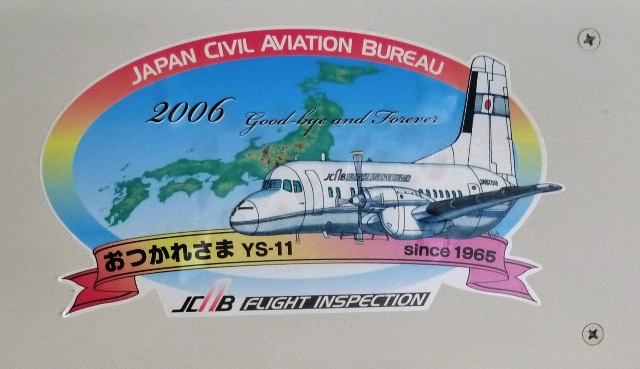 JAPAN CIVIL AVIATION BUREAU
2006 Good-bye and Forever
JCAB
おつかれさま YS-11 since 1965
JCAB FLIGHT INSPECTION